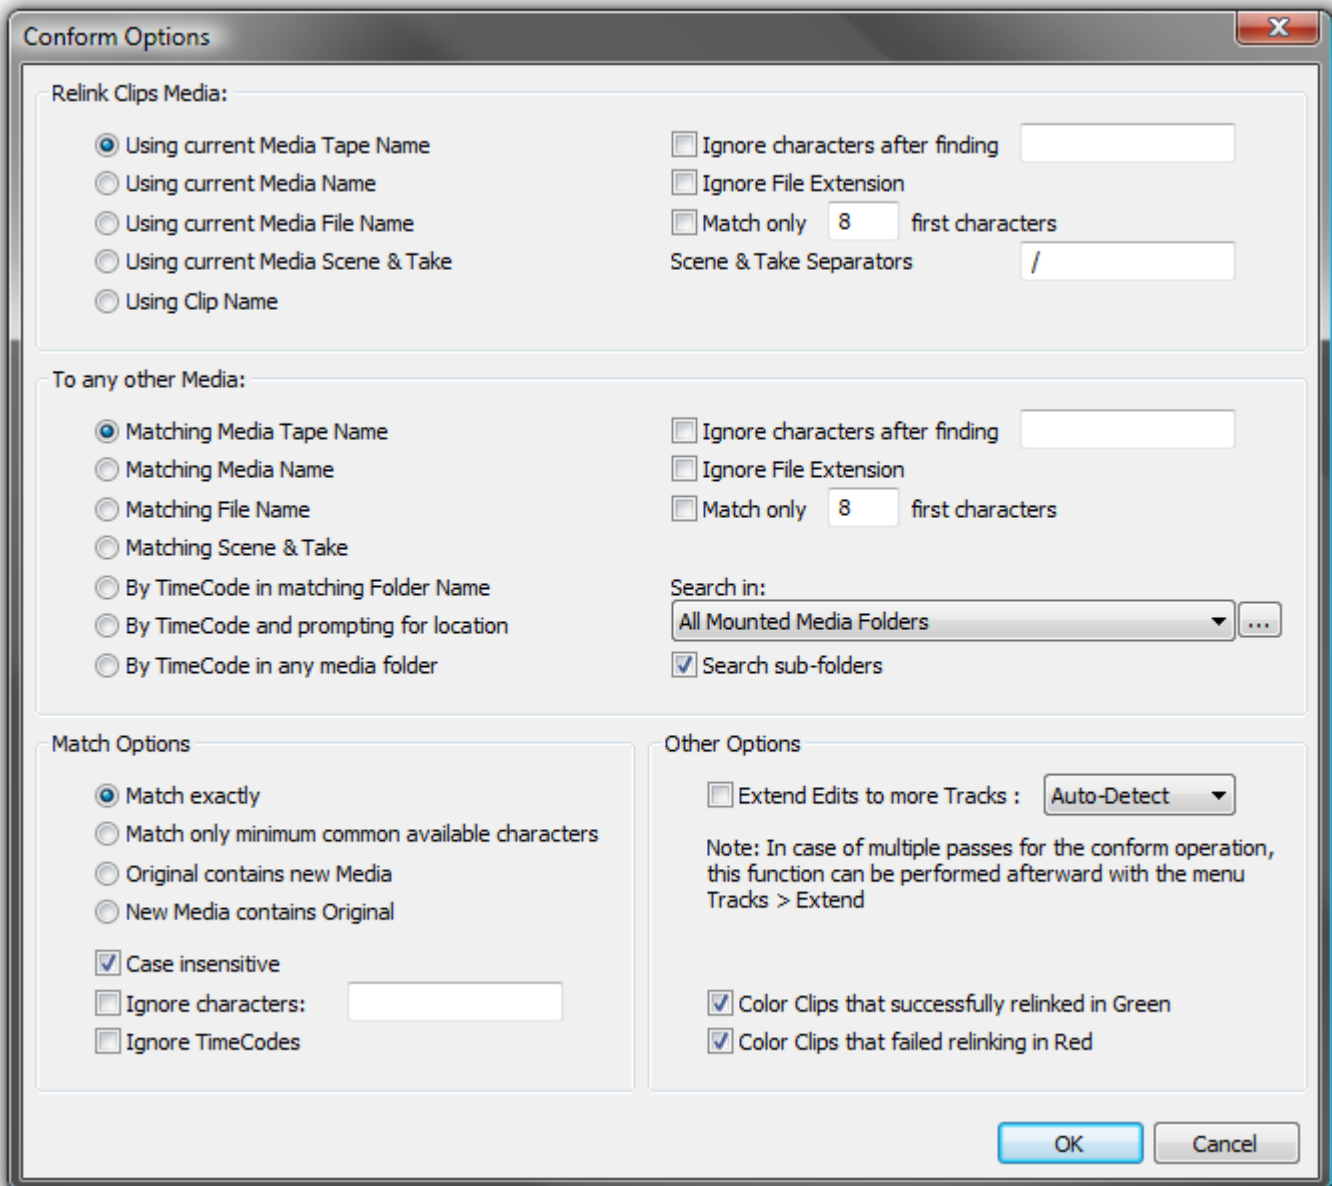 Conform Options
Relink Clips Media:
Using current Media Tape Name
Ignore characters after finding
Using current Media Name
Ignore File Extension
Using current Media File Name
Match only 8 first characters
Using current Media Scene & Take
Scene & Take Separators /
Using Clip Name
To any other Media:
Matching Media Tape Name
Ignore characters after finding
Matching Media Name
Ignore File Extension
Matching File Name
Match only 8 first characters
Matching Scene & Take
By TimeCode in matching Folder Name
Search in:
By TimeCode and prompting for location
All Mounted Media Folders ...
By TimeCode in any media folder
Search sub-folders
Match Options
Match exactly
Match only minimum common available characters
Original contains new Media
New Media contains Original
Case insensitive
Ignore characters:
Ignore TimeCodes
Other Options
Extend Edits to more Tracks : Auto-Detect
Note: In case of multiple passes for the conform operation,
this function can be performed afterward with the menu
Tracks > Extend
Color Clips that successfully relinked in Green
Color Clips that failed relinking in Red
OK
Cancel